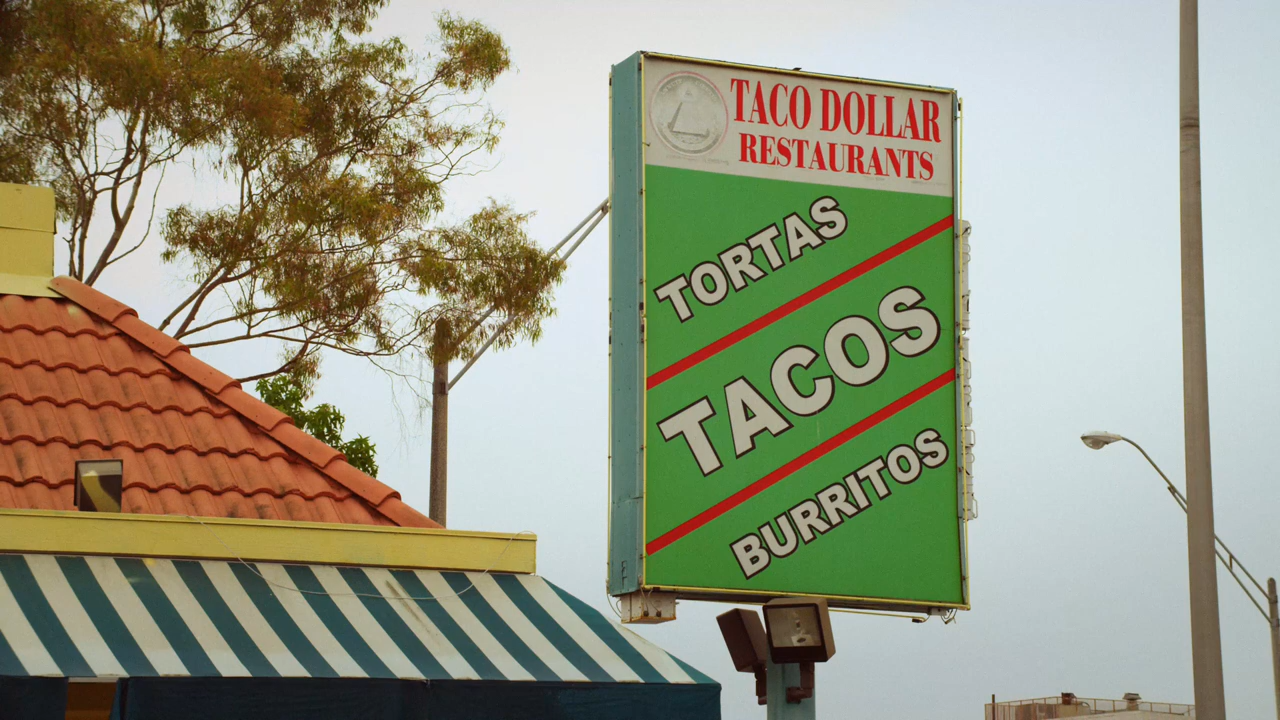 TACO DOLLAR
RESTAURANTS
TORTAS
TACOS
BURRITOS